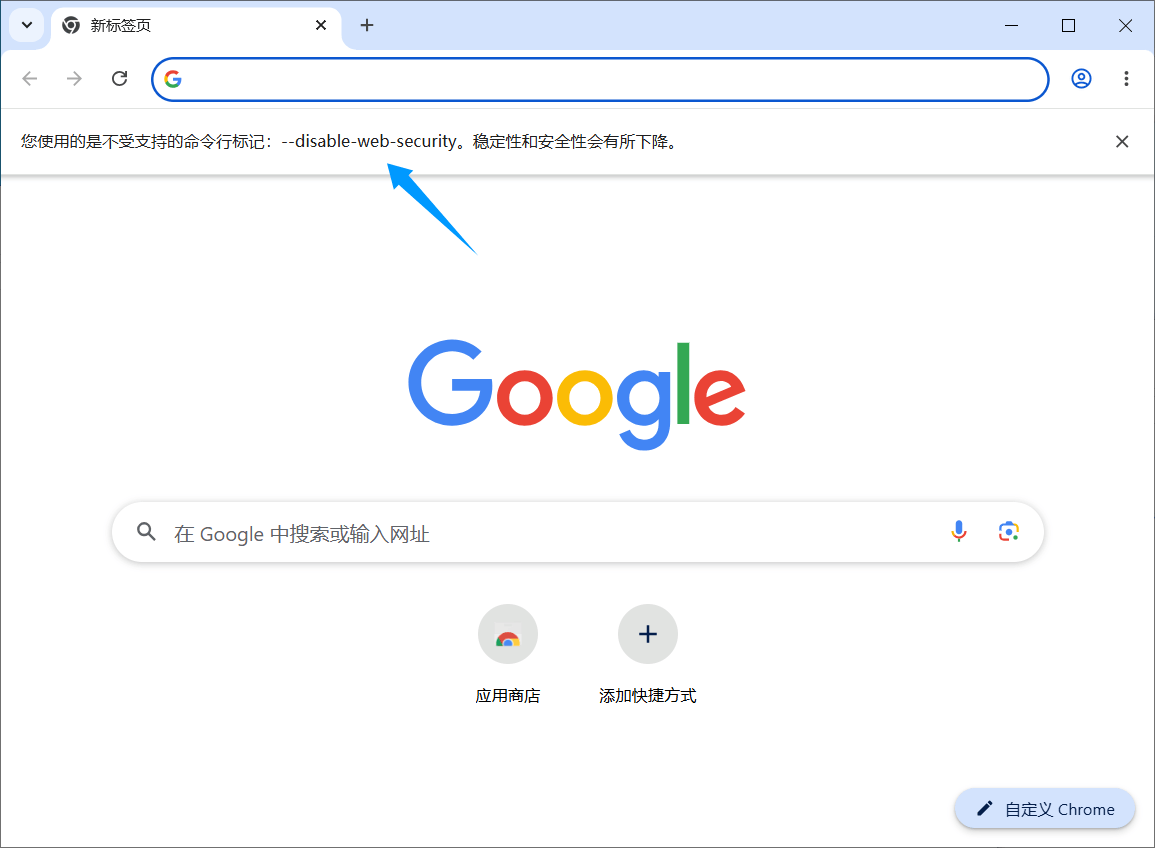 新标签页
您使用的是不受支持的命令行标记：--disable-web-security。稳定性和安全性会有所下降。
Google
在 Google 中搜索或输入网址
应用商店
添加快捷方式
自定义 Chrome